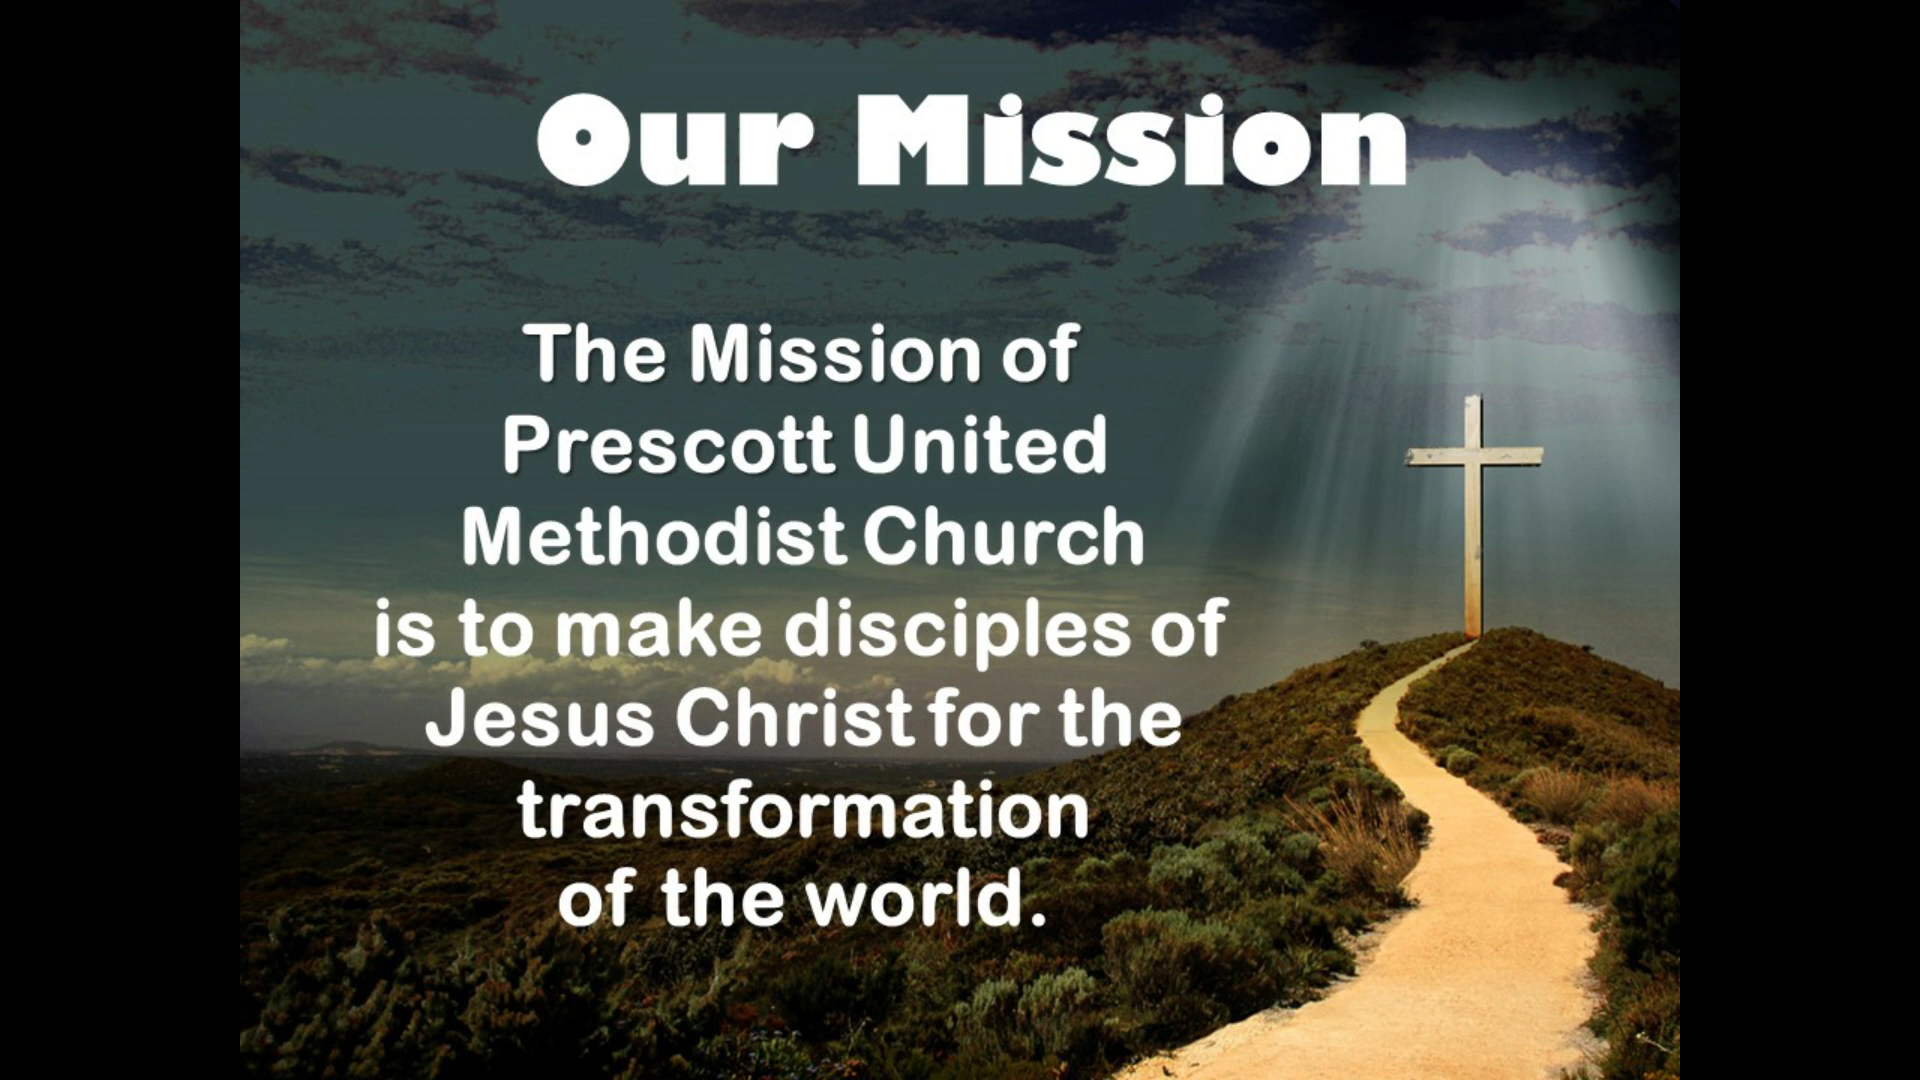 Our Mission
The Mission of
Prescott United
Methodist Church
is to make disciples of
Jesus Christ for the
transformation
of the world.